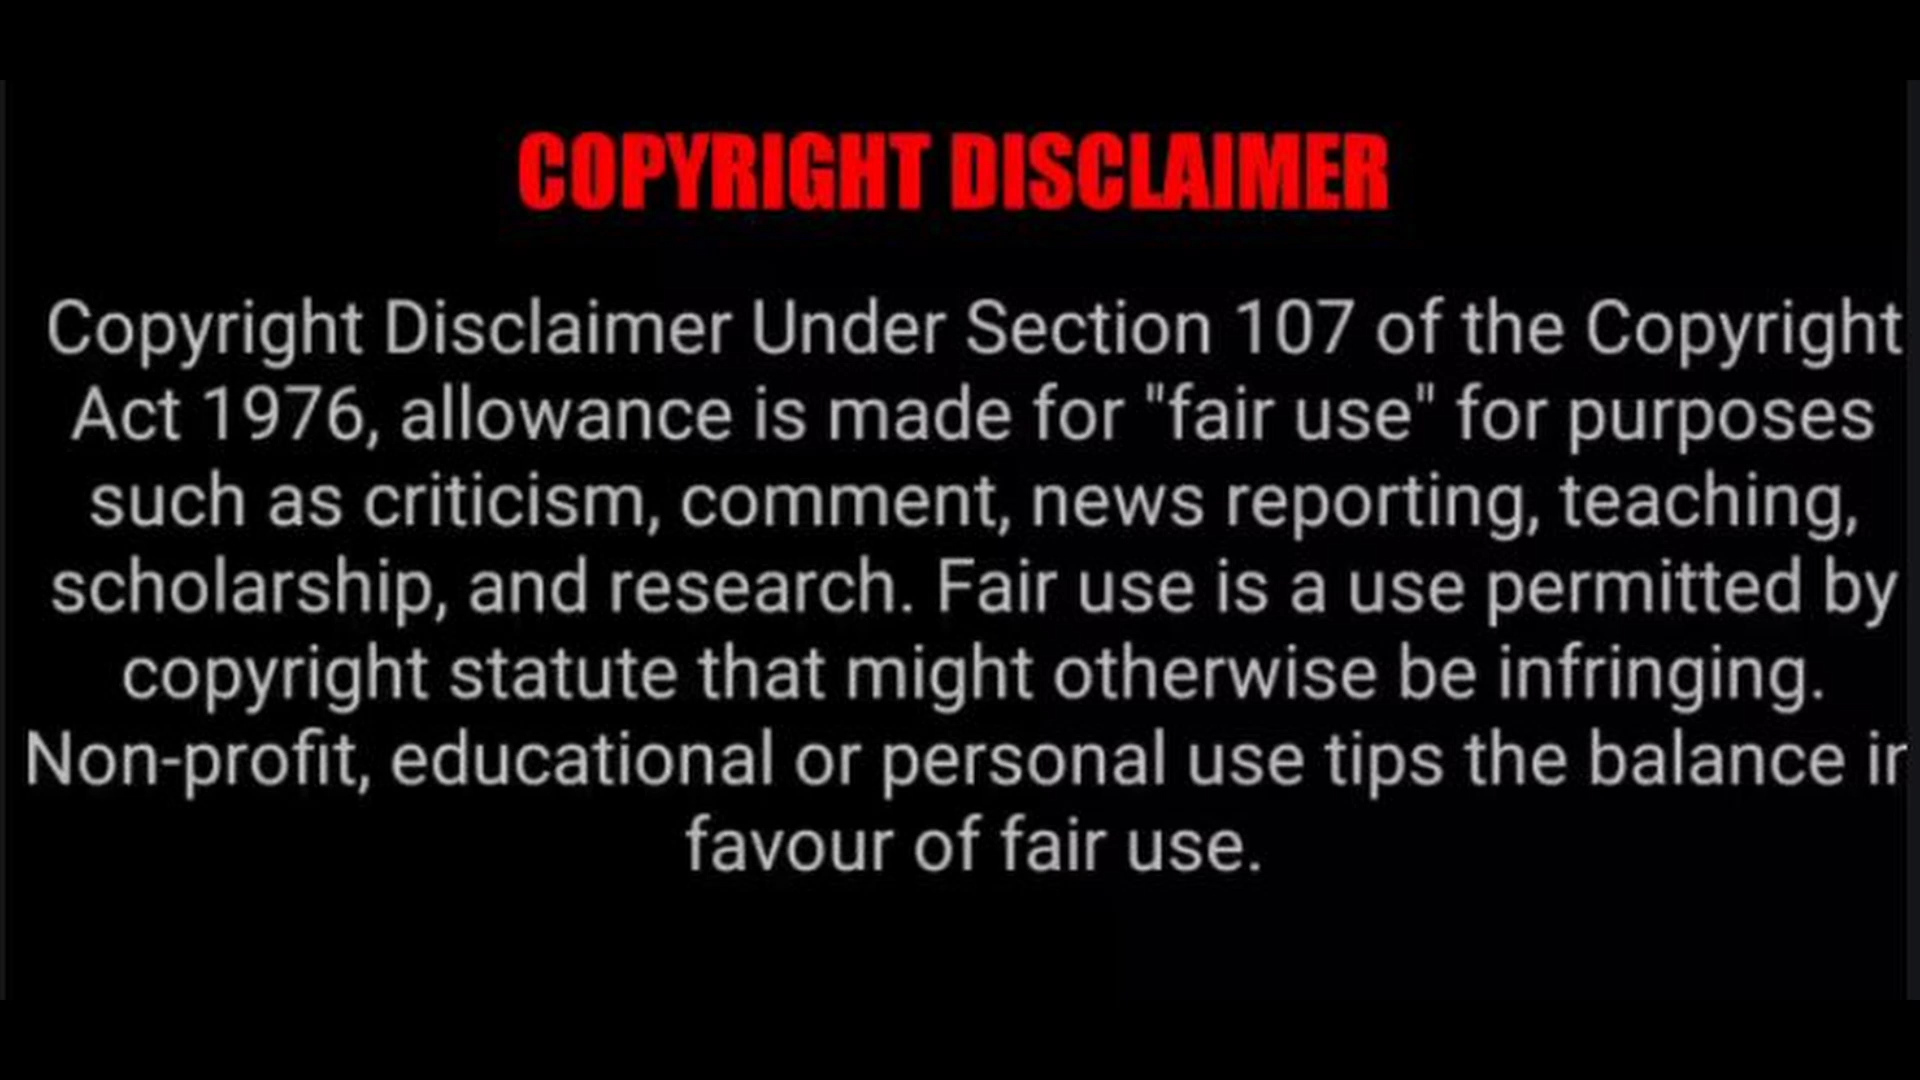 COPYRIGHT DISCLAIMER
Copyright Disclaimer Under Section 107 of the Copyright
Act 1976, allowance is made for "fair use" for purposes
such as criticism, comment, news reporting, teaching,
scholarship, and research. Fair use is a use permitted by
copyright statute that might otherwise be infringing.
Non-profit, educational or personal use tips the balance in
favour of fair use.